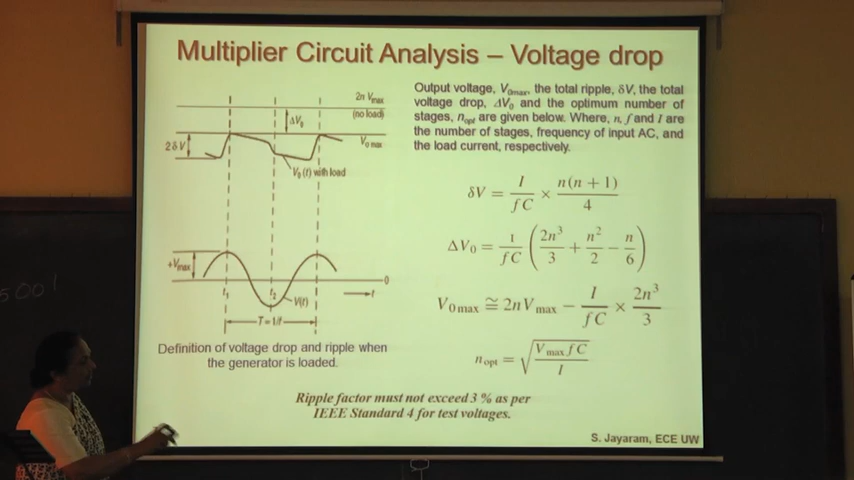 Multiplier Circuit Analysis – Voltage drop
2n Vmax
(no load)
ΔV₀
2δV
V₀ max
V₀(t) with load
+Vmax
0
t₁
t₂
V(t)
t
T=1/f
Definition of voltage drop and ripple when
the generator is loaded.
Output voltage, V0max, the total ripple, δV, the total
voltage drop, ΔV₀ and the optimum number of
stages, nopt are given below. Where, n, f and I are
the number of stages, frequency of input AC, and
the load current, respectively.
δV = I/fC × n(n + 1)/4
ΔV₀ = I/fC (2n³/3 + n²/2 − n/6)
V0max ≅ 2nVmax − I/fC × 2n³/3
nopt = √(Vmax fC/I)
Ripple factor must not exceed 3 % as per
IEEE Standard 4 for test voltages.
S. Jayaram, ECE UW
5001